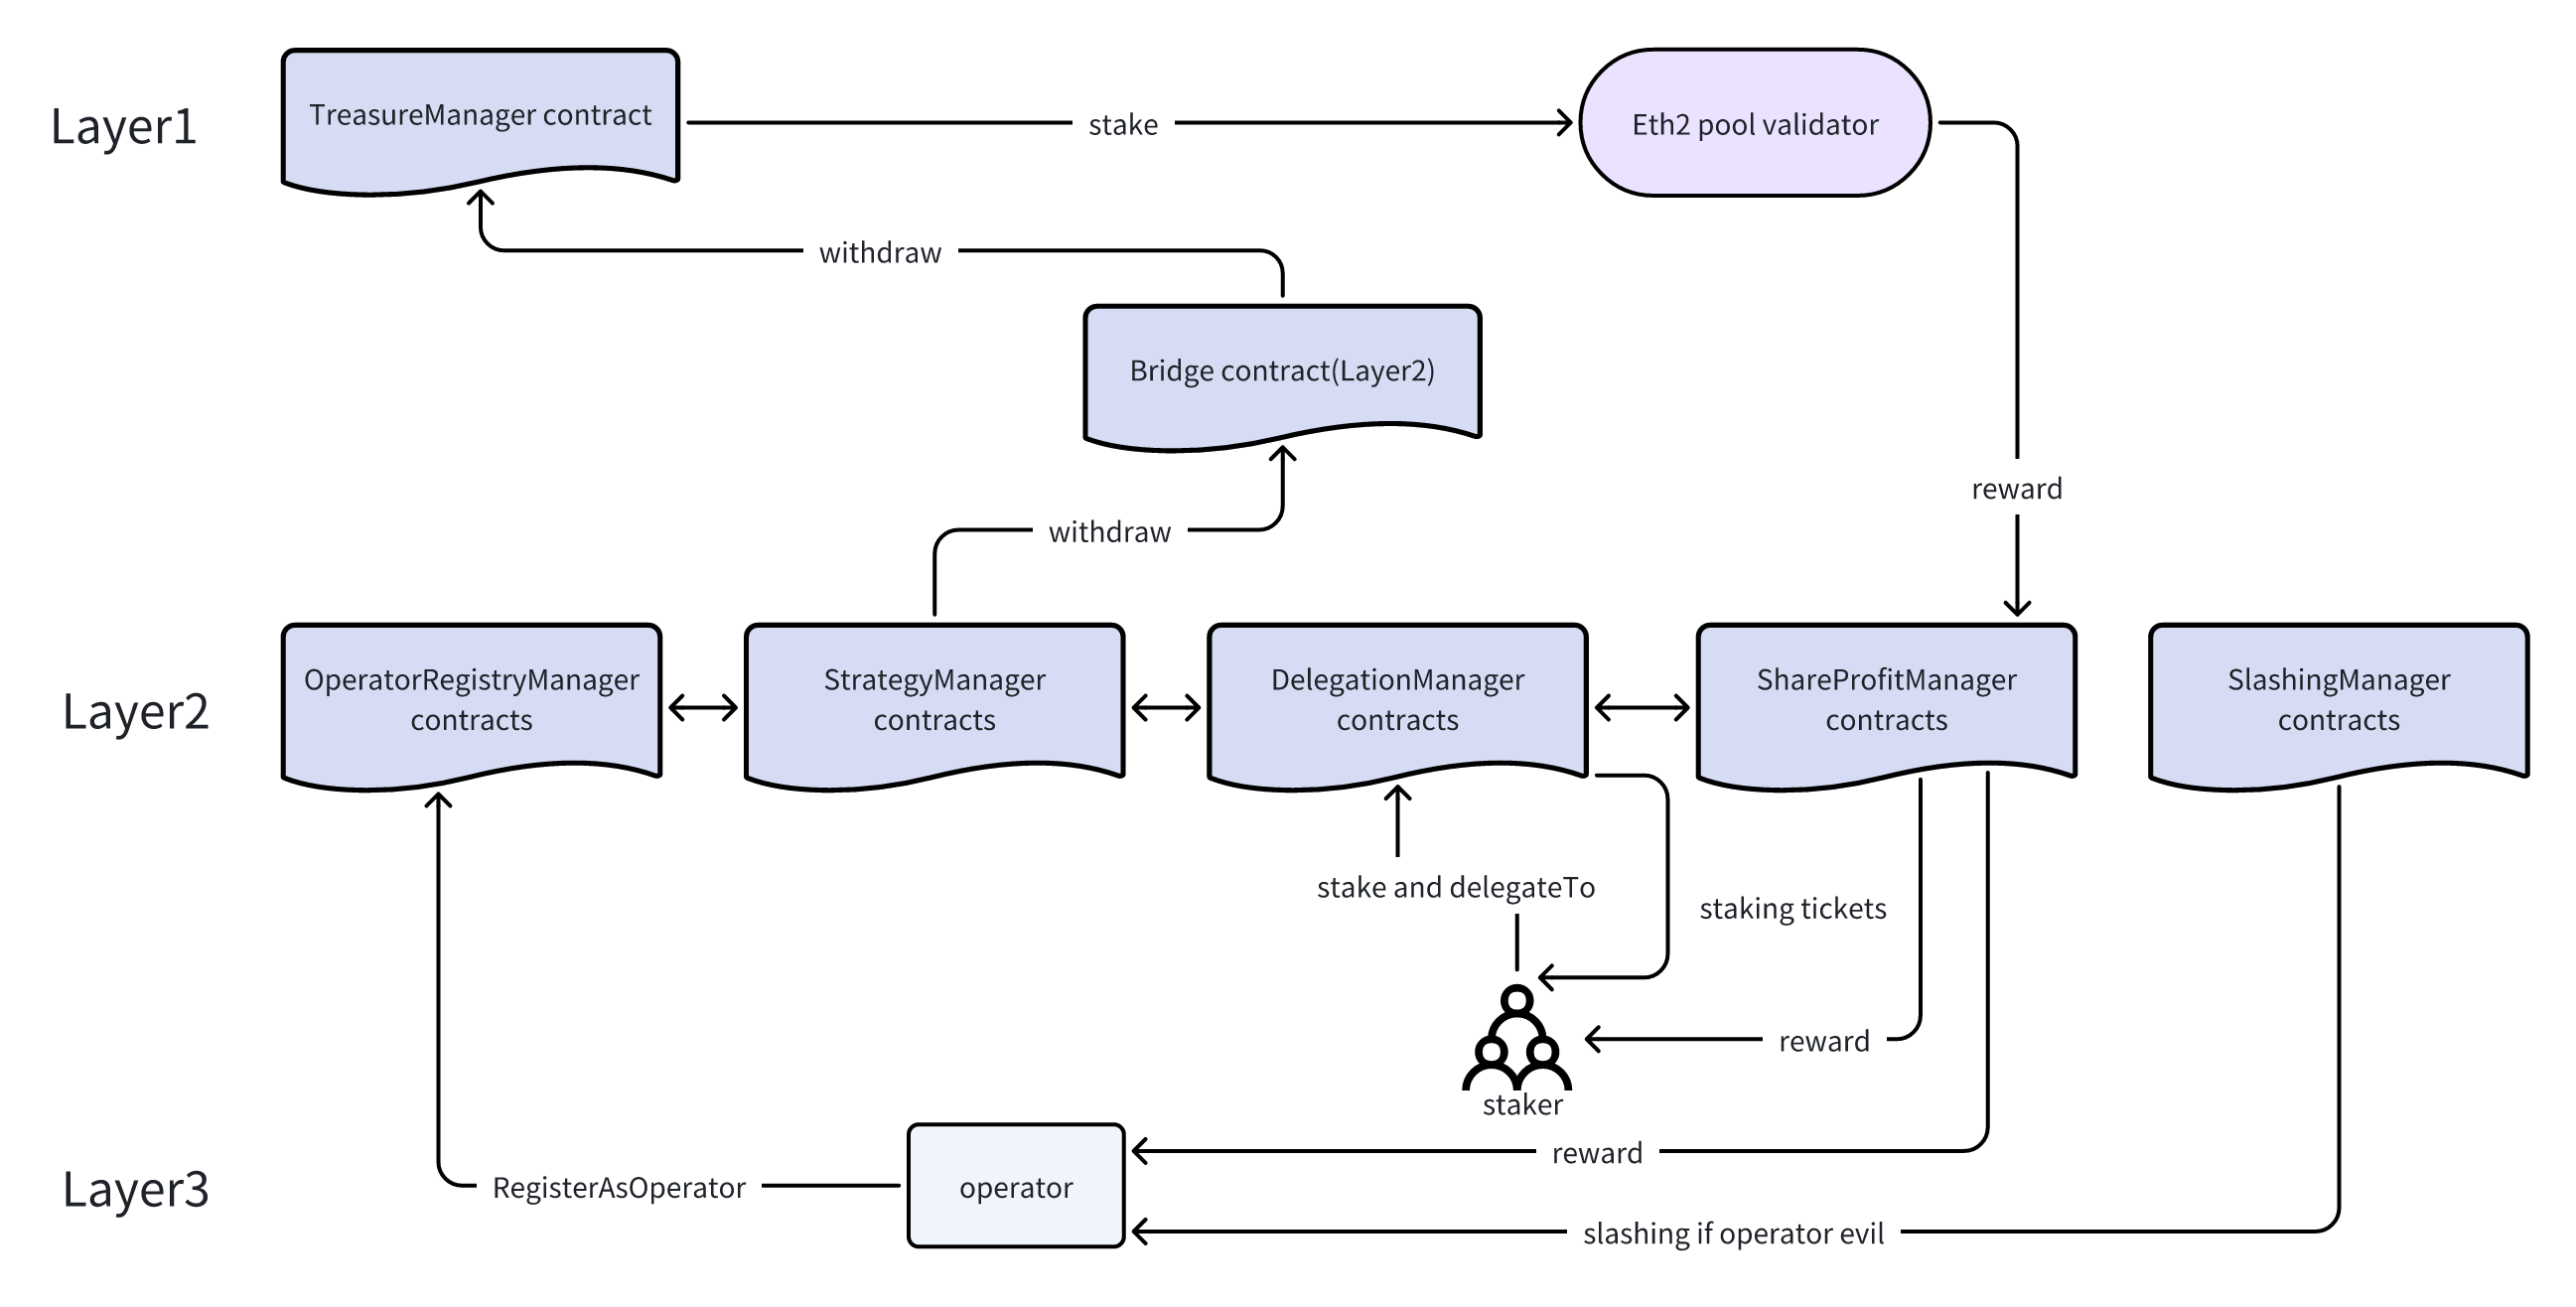 Layer1
TreasureManager contract
stake
Eth2 pool validator
withdraw
Bridge contract(Layer2)
reward
withdraw
Layer2
OperatorRegistryManager
contracts
StrategyManager
contracts
DelegationManager
contracts
ShareProfitManager
contracts
SlashingManager
contracts
stake and delegateTo
staking tickets
reward
staker
reward
Layer3
RegisterAsOperator
operator
slashing if operator evil